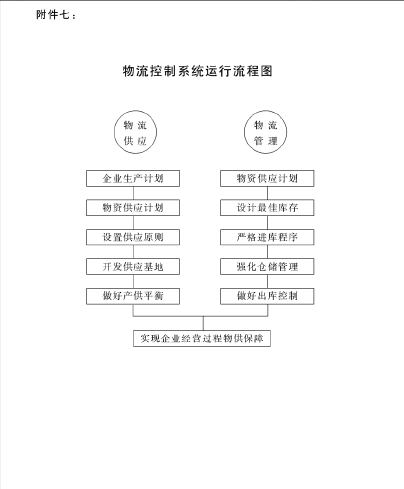 附件七：
物流控制系统运行流程图
物流
供应
物流
管理
企业生产计划
物资供应计划
物资供应计划
设计最佳库存
设置供应原则
严格进库程序
开发供应基地
强化仓储管理
做好产供平衡
做好出库控制
实现企业经营过程物供保障